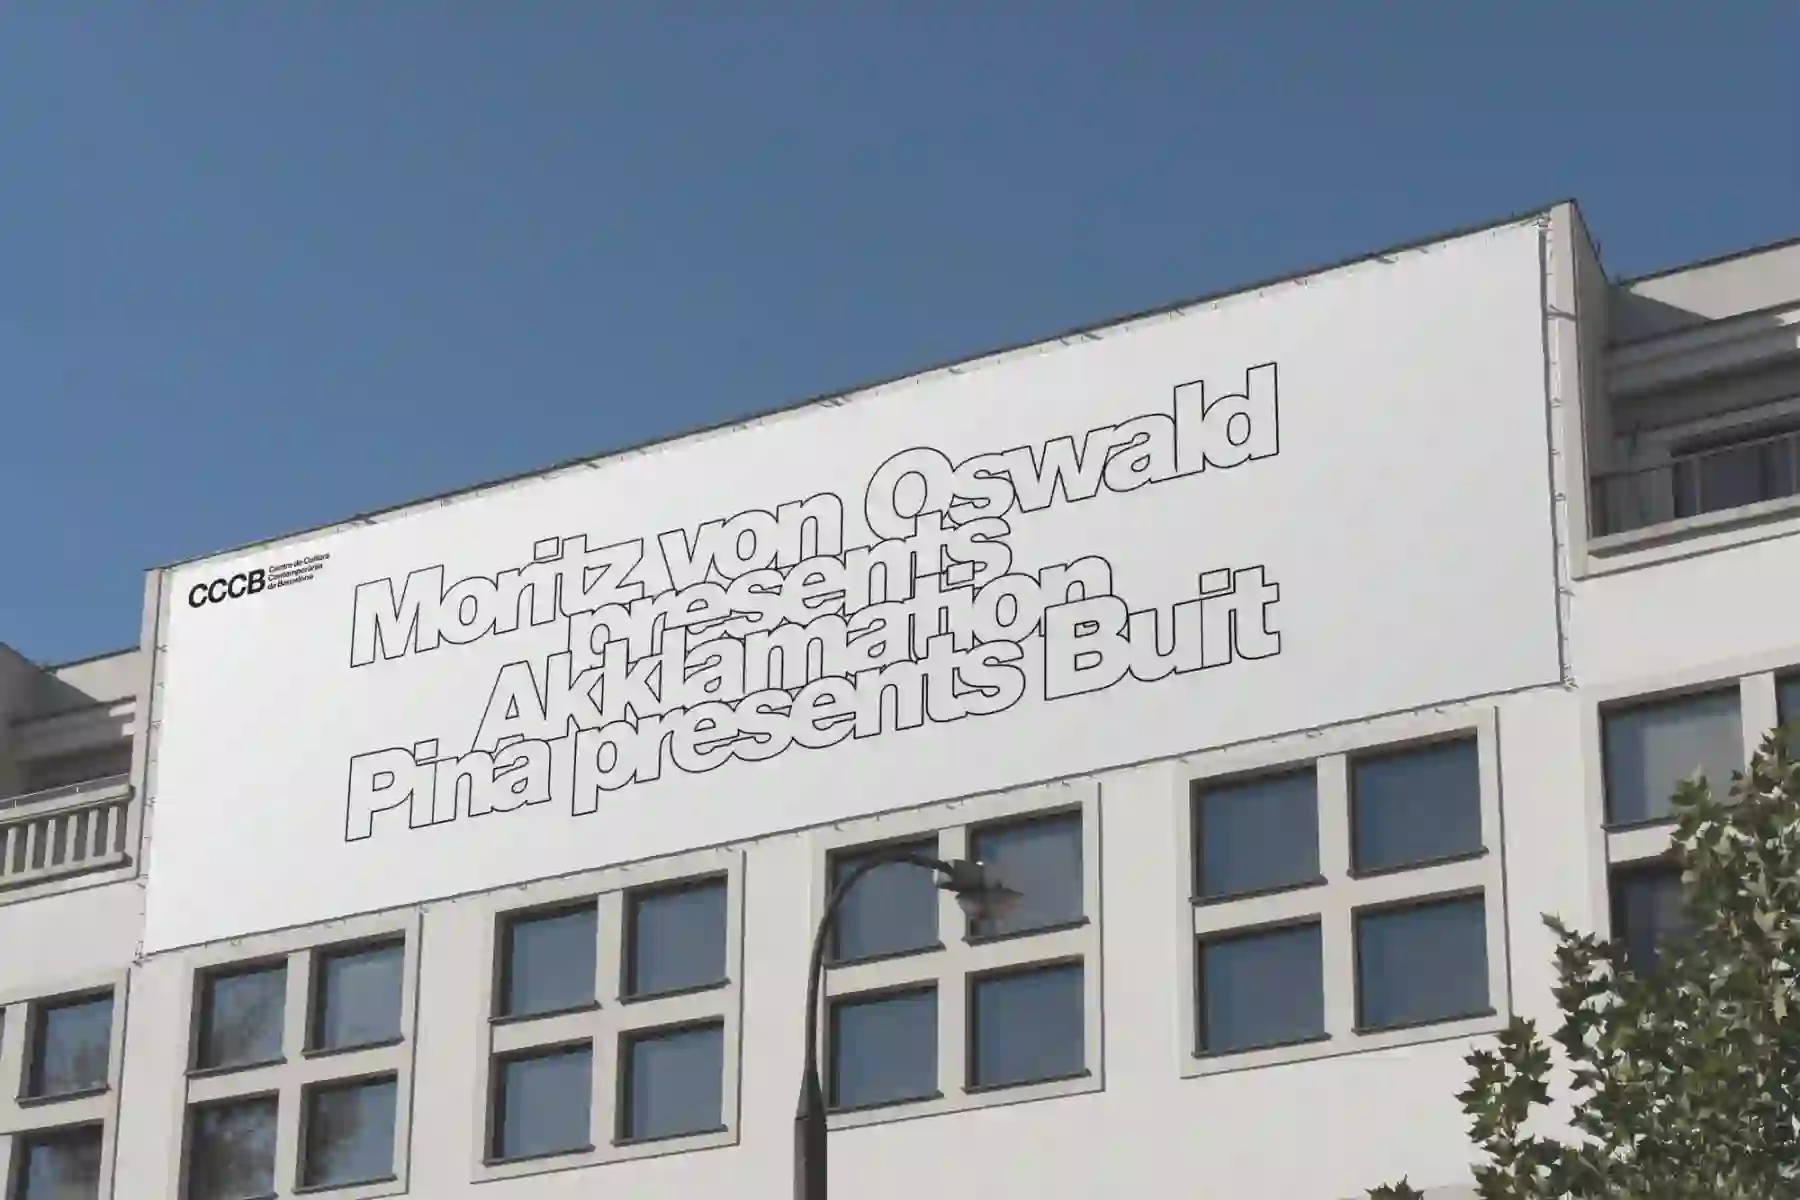 CCCB
Centre de Cultura
Contemporània
de Barcelona
Moritz von Oswald
presents
Akklamation
Pina presents Buit